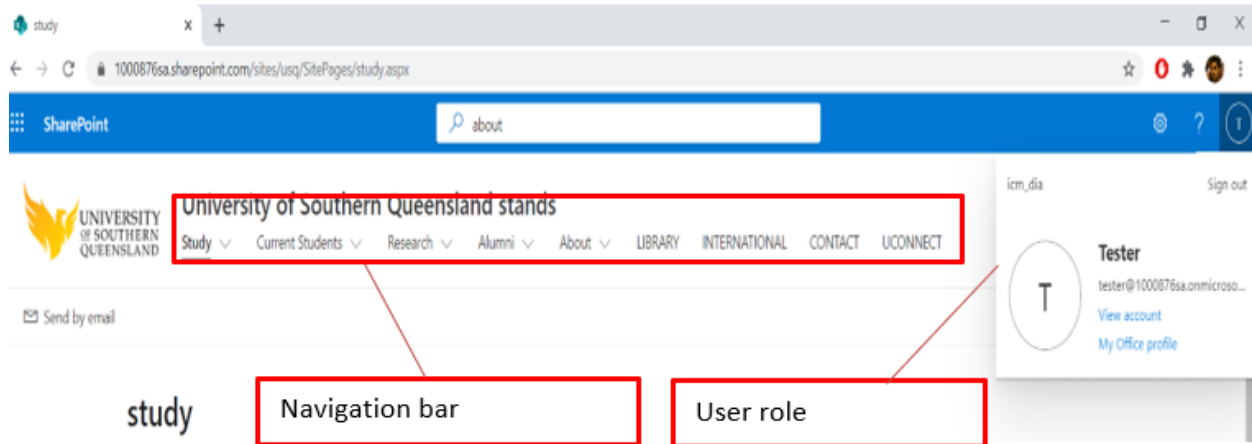 study
1000876sa.sharepoint.com/sites/usq/SitePages/study.aspx
SharePoint
about
?
T
icm_dia
Sign out
UNIVERSITY
OF SOUTHERN
QUEENSLAND
University of Southern Queensland stands
Study Current Students Research Alumni About LIBRARY INTERNATIONAL CONTACT UCONNECT
T
Tester
tester@1000876sa.onmicroso...
View account
My Office profile
Send by email
study
Navigation bar
User role